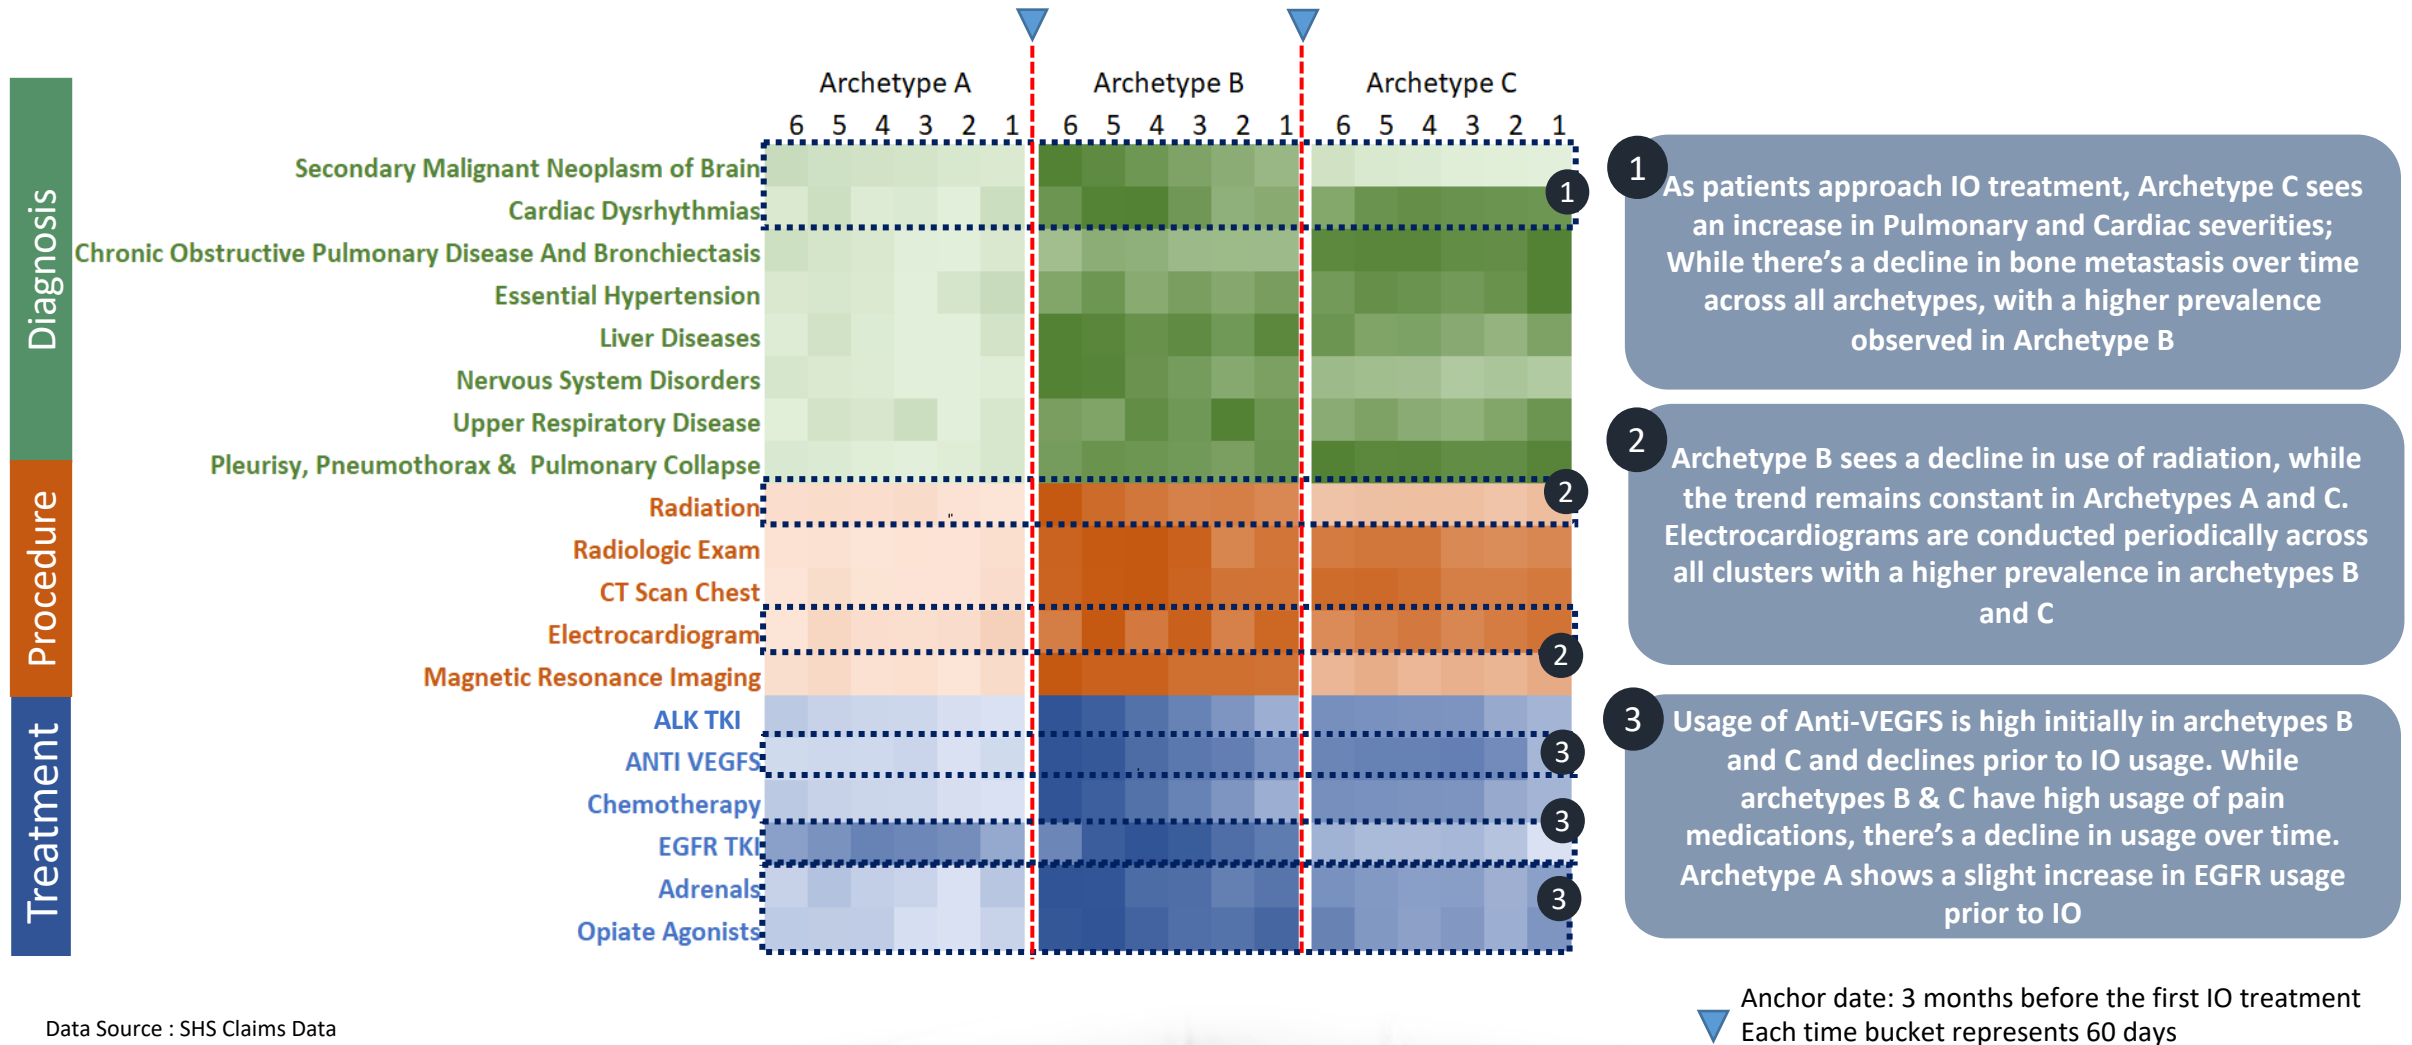 Archetype A
Archetype B
Archetype C
6 5 4 3 2 1
6 5 4 3 2 1
6 5 4 3 2 1
Diagnosis
Secondary Malignant Neoplasm of Brain
Cardiac Dysrhythmias
1
Chronic Obstructive Pulmonary Disease And Bronchiectasis
Essential Hypertension
Liver Diseases
Nervous System Disorders
Upper Respiratory Disease
Pleurisy, Pneumothorax & Pulmonary Collapse
Procedure
Radiation
2
Radiologic Exam
CT Scan Chest
Electrocardiogram
2
Magnetic Resonance Imaging
Treatment
ALK TKI
ANTI VEGFS
3
Chemotherapy
3
EGFR TKI
Adrenals
3
Opiate Agonists
1
As patients approach IO treatment, Archetype C sees
an increase in Pulmonary and Cardiac severities;
While there’s a decline in bone metastasis over time
across all archetypes, with a higher prevalence
observed in Archetype B
2
Archetype B sees a decline in use of radiation, while
the trend remains constant in Archetypes A and C.
Electrocardiograms are conducted periodically across
all clusters with a higher prevalence in archetypes B
and C
3
Usage of Anti-VEGFS is high initially in archetypes B
and C and declines prior to IO usage. While
archetypes B & C have high usage of pain
medications, there’s a decline in usage over time.
Archetype A shows a slight increase in EGFR usage
prior to IO
Anchor date: 3 months before the first IO treatment
Each time bucket represents 60 days
Data Source : SHS Claims Data